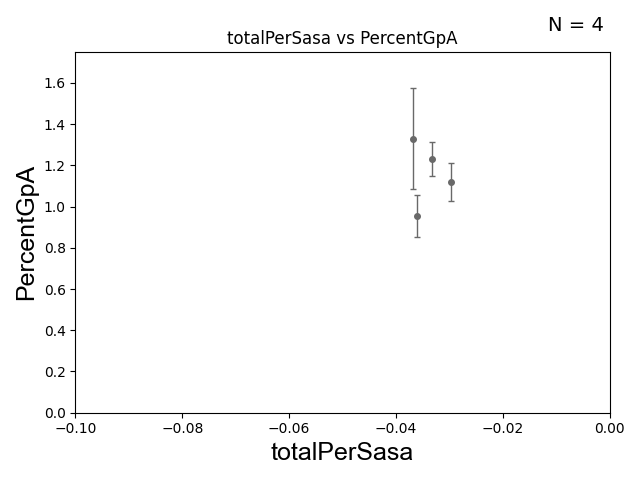 N = 4
totalPerSasa vs PercentGpA
PercentGpA
1.6
1.4
1.2
1.0
0.8
0.6
0.4
0.2
0.0
−0.10 −0.08 −0.06 −0.04 −0.02 0.00
totalPerSasa